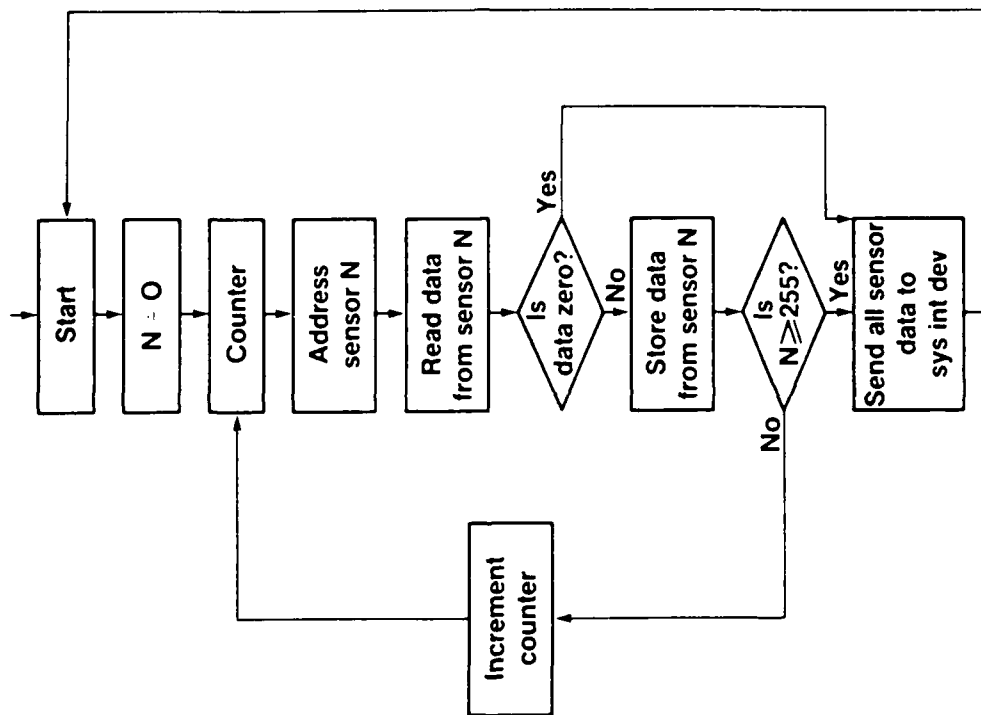 Start
N = O
Counter
Address
sensor N
Read data
from sensor N
Is
data zero?
Yes
No
Store data
from sensor N
Is
N≥255?
No
Yes
Send all sensor
data to
sys int dev
Increment
counter